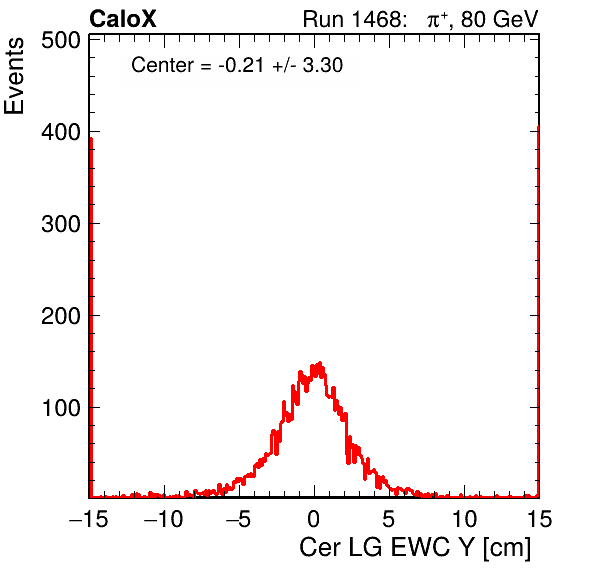 CaloX Run 1468: π⁺, 80 GeV
Events
Center = -0.21 +/- 3.30
500
400
300
200
100
−15 −10 −5 0 5 10 15
Cer LG EWC Y [cm]